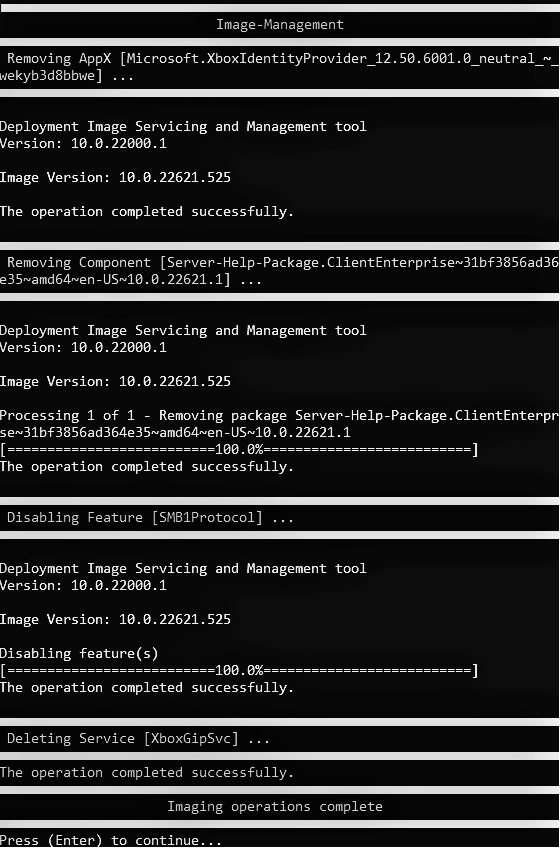 Image-Management
Removing AppX [Microsoft.XboxIdentityProvider_12.50.6001.0_neutral_~_
wekyb3d8bbwe] ...
Deployment Image Servicing and Management tool
Version: 10.0.22000.1
Image Version: 10.0.22621.525
The operation completed successfully.
Removing Component [Server-Help-Package.ClientEnterprise~31bf3856ad36
e35~amd64~en-US~10.0.22621.1] ...
Deployment Image Servicing and Management tool
Version: 10.0.22000.1
Image Version: 10.0.22621.525
Processing 1 of 1 - Removing package Server-Help-Package.ClientEnterpr
se~31bf3856ad364e35~amd64~en-US~10.0.22621.1
[==========================100.0%==========================]
The operation completed successfully.
Disabling Feature [SMB1Protocol] ...
Deployment Image Servicing and Management tool
Version: 10.0.22000.1
Image Version: 10.0.22621.525
Disabling feature(s)
[==========================100.0%==========================]
The operation completed successfully.
Deleting Service [XboxGipSvc] ...
The operation completed successfully.
Imaging operations complete
Press (Enter) to continue...